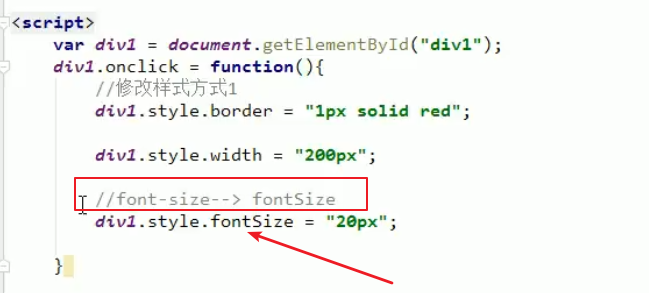 <script>
var div1 = document.getElementById("div1");
div1.onclick = function(){
//修改样式方式1
div1.style.border = "1px solid red";
div1.style.width = "200px";
//font-size--> fontSize
div1.style.fontSize = "20px";
}